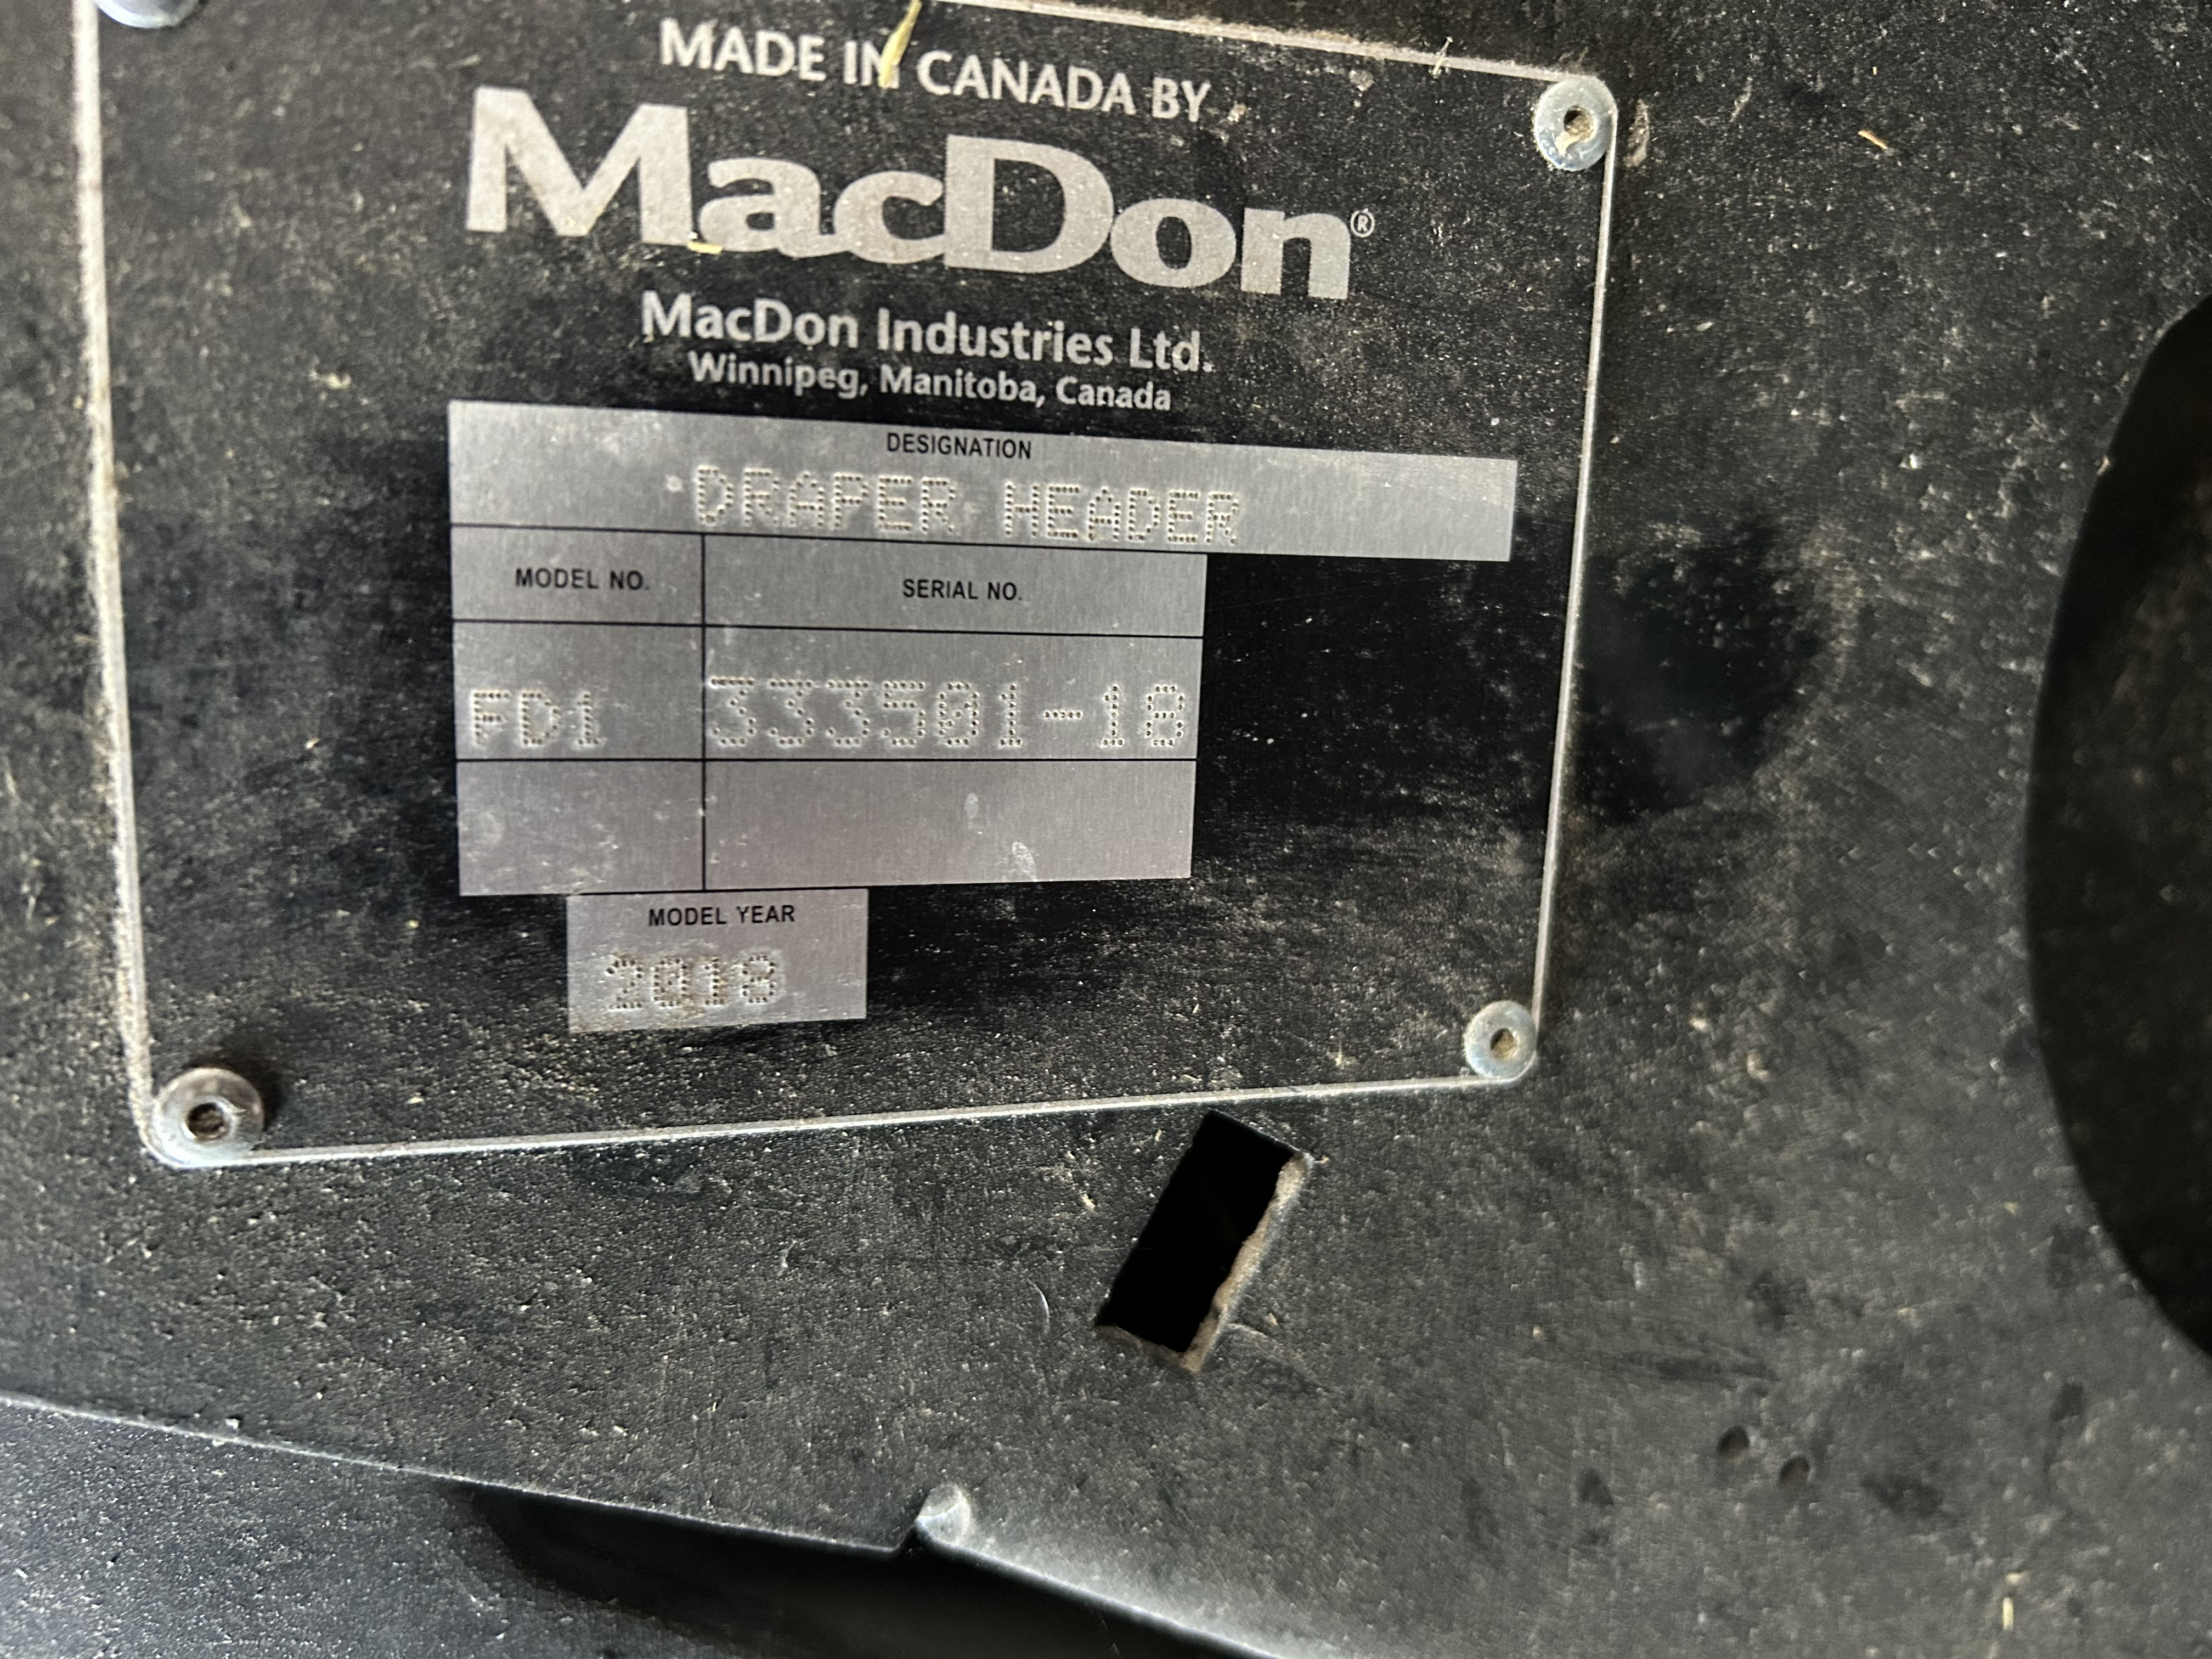 MADE IN CANADA BY
MacDon®
MacDon Industries Ltd.
Winnipeg, Manitoba, Canada
DESIGNATION
DRAPER HEADER
MODEL NO. SERIAL NO.
FD1 333501-18
MODEL YEAR
2018